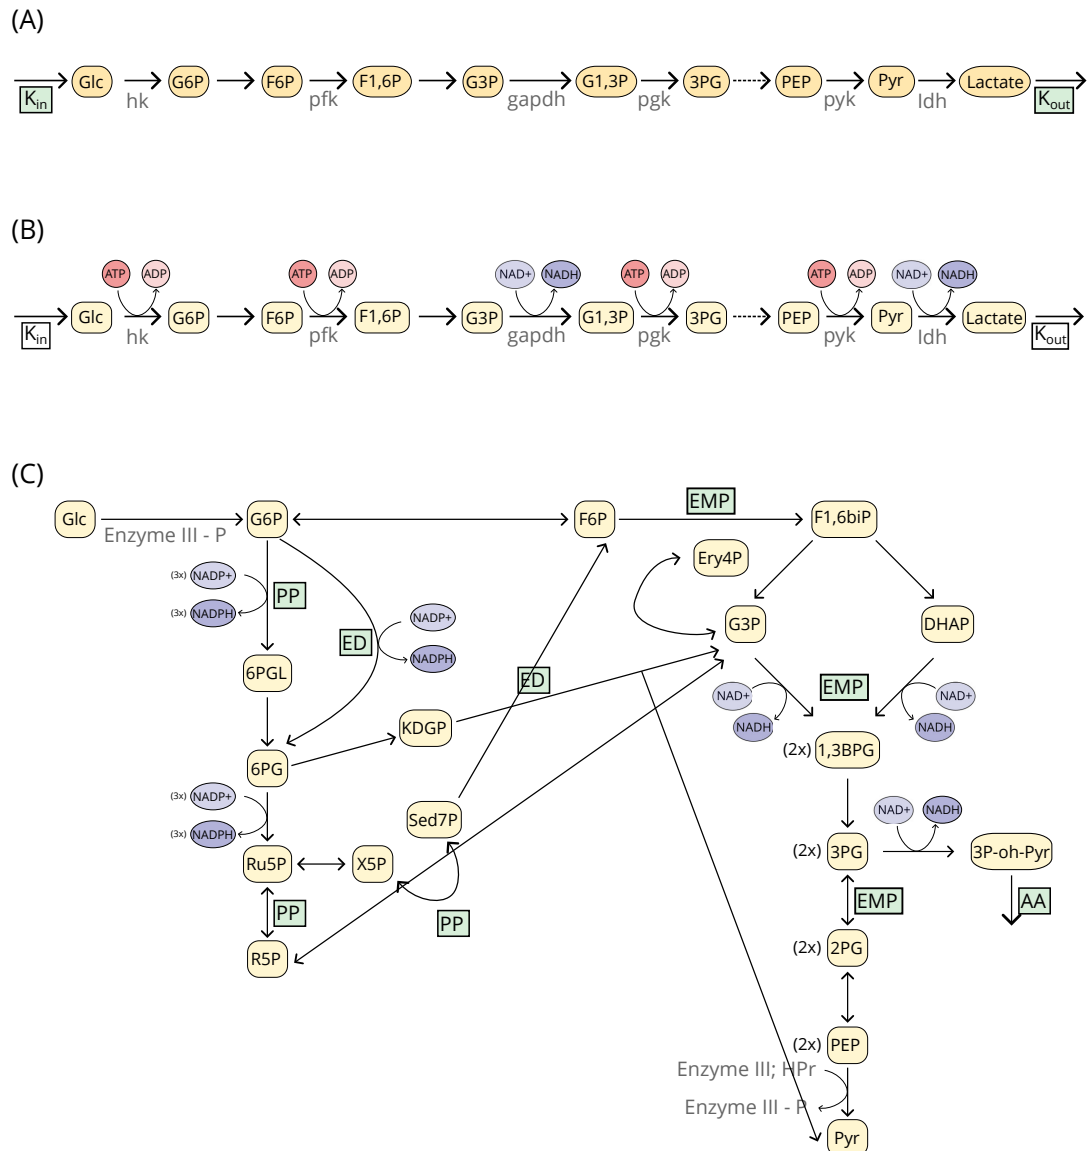 (A)
Glc G6P F6P F1,6P G3P G1,3P 3PG PEP Pyr Lactate
Kin hk pfk gapdh pgk pyk ldh Kout
(B)
ATP ADP ATP ADP NAD+ NADH ATP ADP ATP ADP NAD+ NADH
Glc G6P F6P F1,6P G3P G1,3P 3PG PEP Pyr Lactate
Kin hk pfk gapdh pgk pyk ldh Kout
(C)
EMP
Glc G6P F6P F1,6biP
Enzyme III - P
Ery4P
(3x) NADP+
PP
(3x) NADPH
NADP+
G3P DHAP
ED
NADPH
6PGL
ED
EMP
NAD+ NAD+
KDGP
NADH NADH
(2x) 1,3BPG
6PG
(3x) NADP+
NAD+ NADH
Sed7P
(3x) NADPH
(2x) 3PG 3P-oh-Pyr
Ru5P X5P
EMP AA
PP PP
(2x) 2PG
R5P
(2x) PEP
Enzyme III; HPr
Enzyme III - P
Pyr